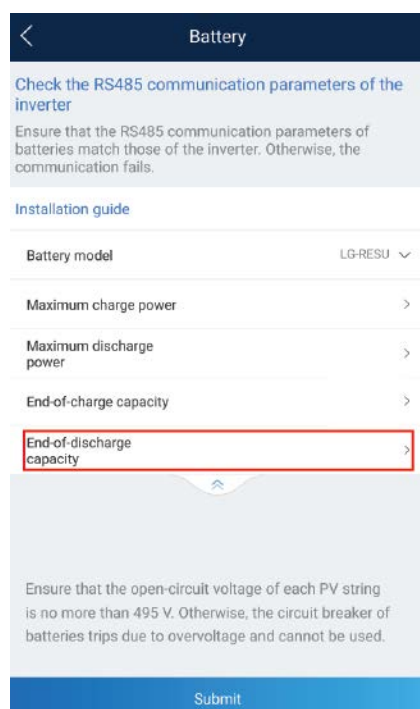 Battery
Check the RS485 communication parameters of the
inverter
Ensure that the RS485 communication parameters of
batteries match those of the inverter. Otherwise, the
communication fails.
Installation guide
Battery model LG-RESU
Maximum charge power
Maximum discharge
power
End-of-charge capacity
End-of-discharge
capacity
Ensure that the open-circuit voltage of each PV string
is no more than 495 V. Otherwise, the circuit breaker of
batteries trips due to overvoltage and cannot be used.
Submit